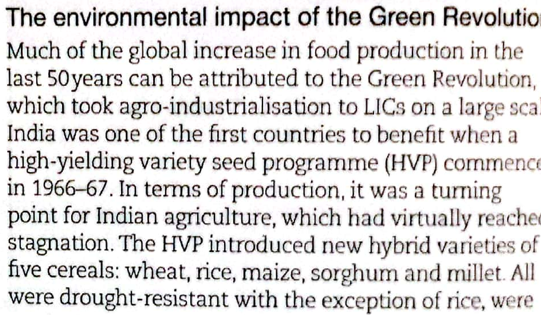 The environmental impact of the Green Revolutio
Much of the global increase in food production in the
last 50 years can be attributed to the Green Revolution,
which took agro-industrialisation to LICs on a large scal
India was one of the first countries to benefit when a
high-yielding variety seed programme (HVP) commence
in 1966–67. In terms of production, it was a turning
point for Indian agriculture, which had virtually reache
stagnation. The HVP introduced new hybrid varieties of
five cereals: wheat, rice, maize, sorghum and millet. All
were drought-resistant with the exception of rice, were